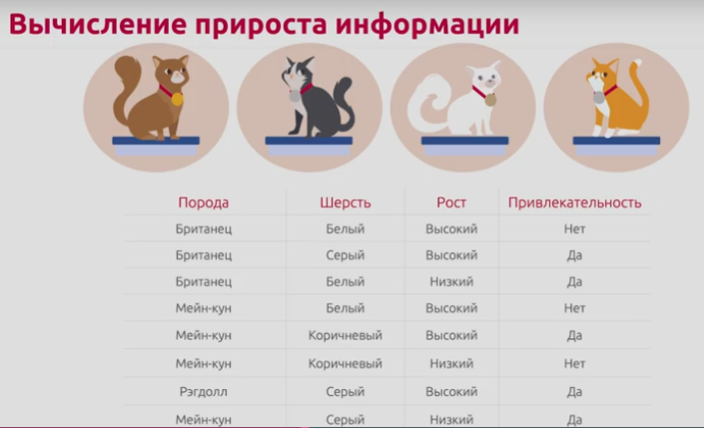 Вычисление прироста информации
Порода Шерсть Рост Привлекательность
Британец Белый Высокий Нет
Британец Серый Высокий Да
Британец Белый Низкий Да
Мейн-кун Белый Высокий Нет
Мейн-кун Коричневый Высокий Да
Мейн-кун Коричневый Низкий Нет
Рэгдолл Серый Высокий Да
Мейн-кун Серый Низкий Да